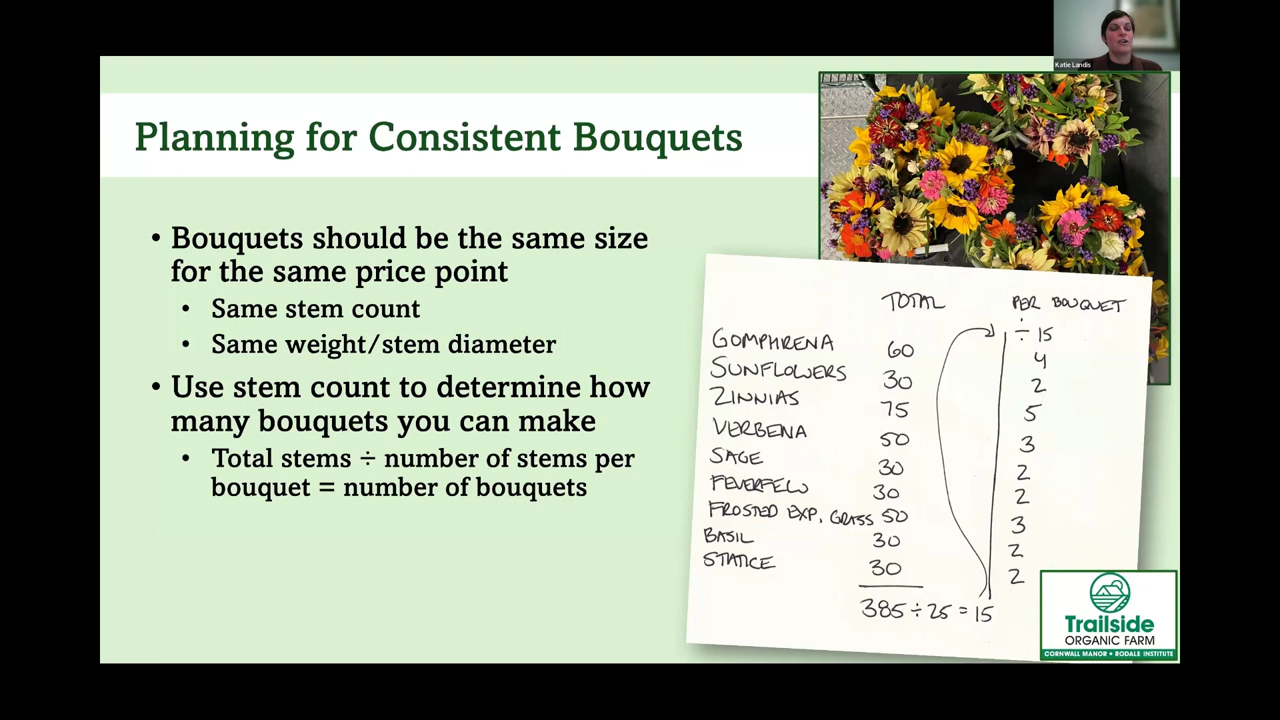 Katie Landis
Planning for Consistent Bouquets
• Bouquets should be the same size
for the same price point
• Same stem count
• Same weight/stem diameter
• Use stem count to determine how
many bouquets you can make
• Total stems ÷ number of stems per
bouquet = number of bouquets
TOTAL PER BOUQUET
÷ 15
GOMPHRENA 60 4
SUNFLOWERS 30 2
ZINNIAS 75 5
VERBENA 50 3
SAGE 30 2
FEVERFEW 30 2
FROSTED EXP. GRASS 50 3
BASIL 30 2
STATICE 30 2
385 ÷ 25 = 15
Trailside
ORGANIC FARM
CORNWALL MANOR • RODALE INSTITUTE